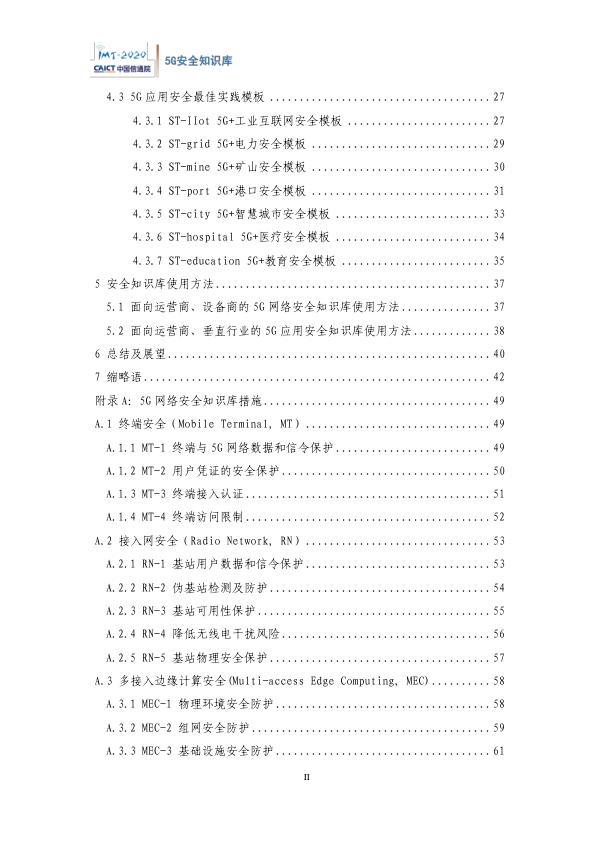 IMT-2020
CAICT 中国信通院
5G安全知识库
4.3 5G 应用安全最佳实践模板 ..................................... 27
4.3.1 ST-IIot 5G+工业互联网安全模板 ........................ 27
4.3.2 ST-grid 5G+电力安全模板 .............................. 29
4.3.3 ST-mine 5G+矿山安全模板 .............................. 30
4.3.4 ST-port 5G+港口安全模板 .............................. 31
4.3.5 ST-city 5G+智慧城市安全模板 .......................... 33
4.3.6 ST-hospital 5G+医疗安全模板 .......................... 34
4.3.7 ST-education 5G+教育安全模板 ......................... 35
5 安全知识库使用方法.............................................. 37
5.1 面向运营商、设备商的 5G 网络安全知识库使用方法............... 37
5.2 面向运营商、垂直行业的 5G 应用安全知识库使用方法............. 38
6 总结及展望...................................................... 40
7 缩略语.......................................................... 42
附录 A: 5G 网络安全知识库措施...................................... 49
A.1 终端安全（Mobile Terminal, MT）............................... 49
A.1.1 MT-1 终端与 5G 网络数据和信令保护.......................... 49
A.1.2 MT-2 用户凭证的安全保护................................... 50
A.1.3 MT-3 终端接入认证......................................... 51
A.1.4 MT-4 终端访问限制......................................... 52
A.2 接入网安全（Radio Network, RN）............................... 53
A.2.1 RN-1 基站用户数据和信令保护............................... 53
A.2.2 RN-2 伪基站检测及防护..................................... 54
A.2.3 RN-3 基站可用性保护....................................... 55
A.2.4 RN-4 降低无线电干扰风险................................... 56
A.2.5 RN-5 基站物理安全保护..................................... 57
A.3 多接入边缘计算安全(Multi-access Edge Computing, MEC).......... 58
A.3.1 MEC-1 物理环境安全防护.................................... 58
A.3.2 MEC-2 组网安全防护........................................ 59
A.3.3 MEC-3 基础设施安全防护.................................... 61
II